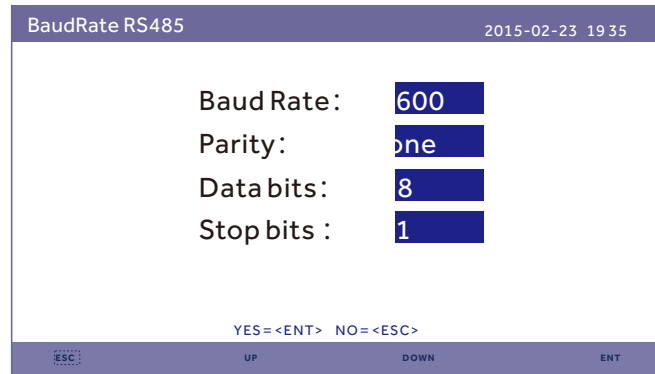 BaudRate RS485 2015-02-23 19 35
Baud Rate: 600
Parity: one
Data bits: 8
Stop bits : 1
YES=<ENT> NO=<ESC>
ESC UP DOWN ENT